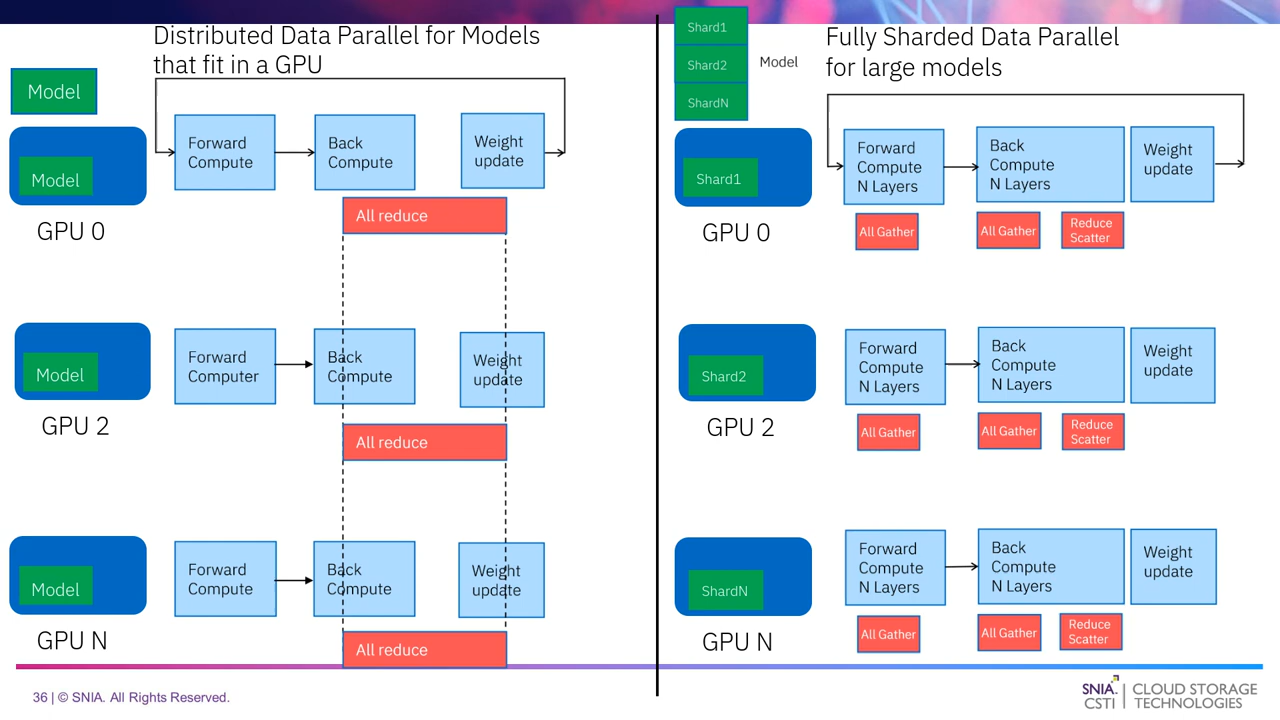 Distributed Data Parallel for Models
that fit in a GPU
Model
Model
GPU 0
Forward
Compute
Back
Compute
Weight
update
All reduce
Model
GPU 2
Forward
Computer
Back
Compute
Weight
update
All reduce
Model
GPU N
Forward
Compute
Back
Compute
Weight
update
All reduce
Shard1
Shard2
ShardN
Model
Fully Sharded Data Parallel
for large models
Shard1
GPU 0
Forward
Compute
N Layers
Back
Compute
N Layers
Weight
update
All Gather
All Gather
Reduce
Scatter
Shard2
GPU 2
Forward
Compute
N Layers
Back
Compute
N Layers
Weight
update
All Gather
All Gather
Reduce
Scatter
ShardN
GPU N
Forward
Compute
N Layers
Back
Compute
N Layers
Weight
update
All Gather
All Gather
Reduce
Scatter
36 | © SNIA. All Rights Reserved.
SNIA.
CSTI
CLOUD STORAGE
TECHNOLOGIES